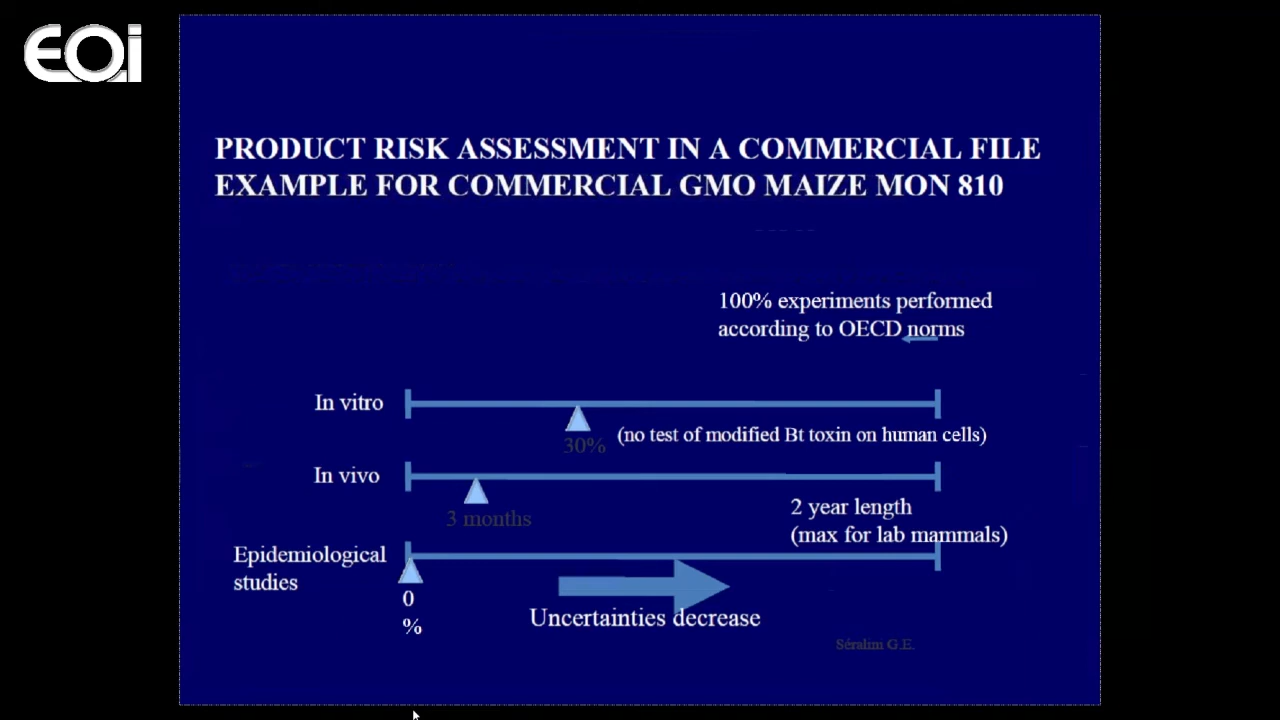 EOi
PRODUCT RISK ASSESSMENT IN A COMMERCIAL FILE
EXAMPLE FOR COMMERCIAL GMO MAIZE MON 810
100% experiments performed
according to OECD norms
In vitro
30%
(no test of modified Bt toxin on human cells)
In vivo
3 months
2 year length
(max for lab mammals)
Epidemiological
studies
0
%
Uncertainties decrease
Séralini G.E.